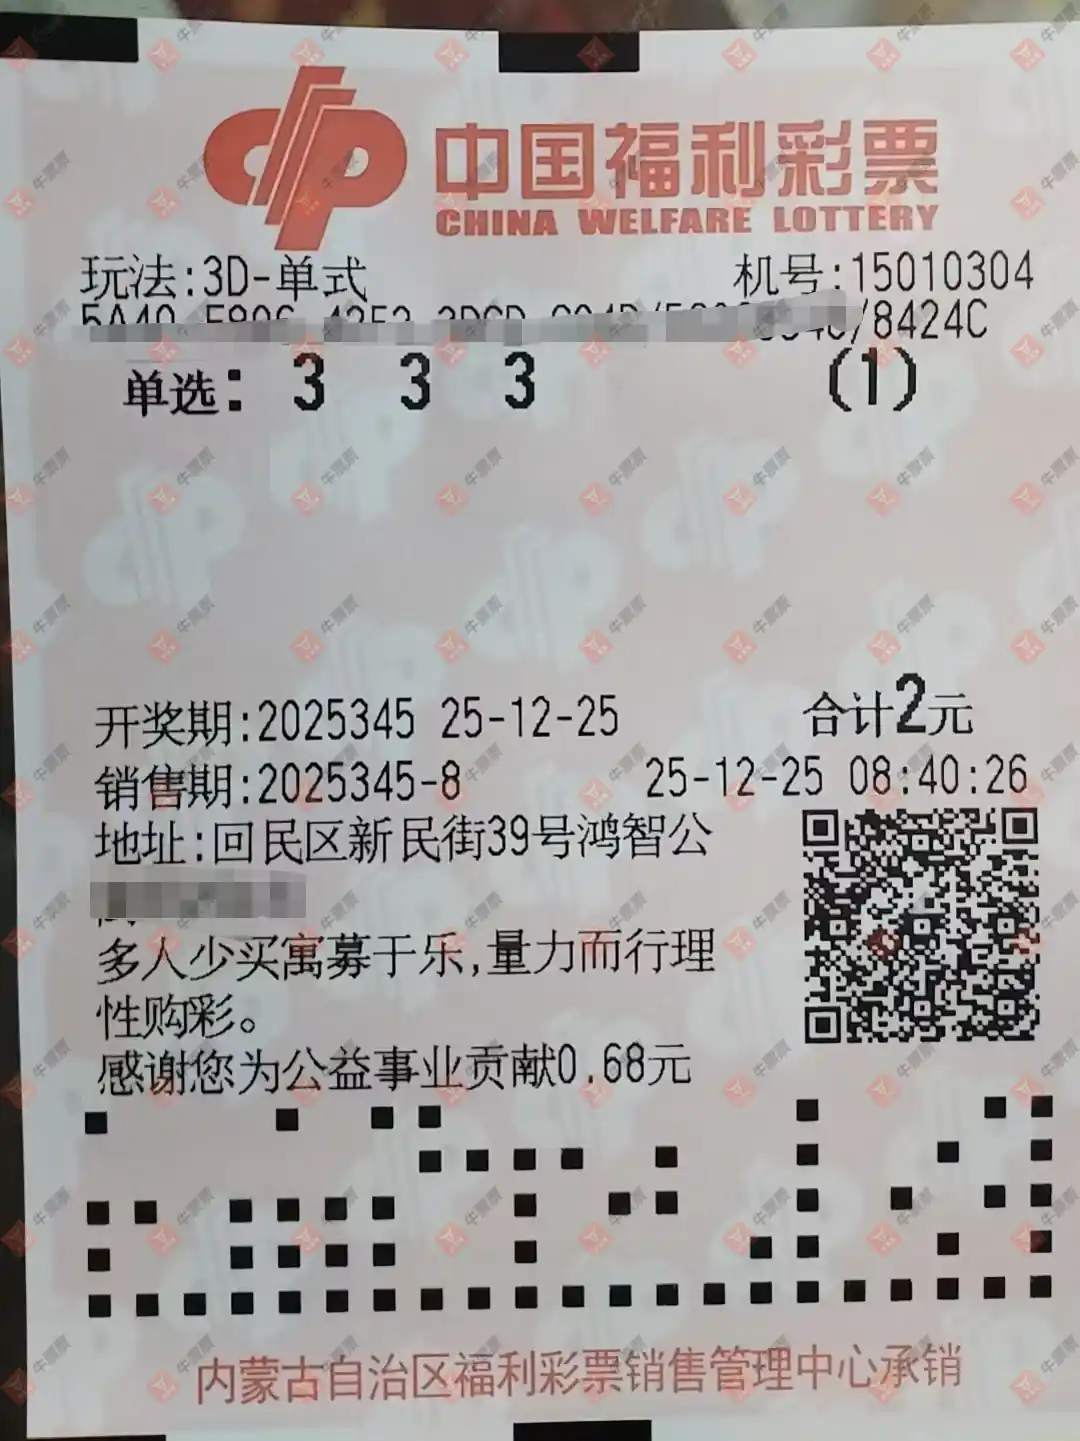 中国福利彩票
CHINA WELFARE LOTTERY
玩法:3D-单式 机号:15010304
/8424C
单选: 3 3 3 (1)
开奖期:2025345 25-12-25 合计2元
销售期:2025345-8 25-12-25 08:40:26
地址:回民区新民街39号鸿智公
多人少买寓募于乐,量力而行理
性购彩。
感谢您为公益事业贡献0.68元
内蒙古自治区福利彩票销售管理中心承销
牛票票